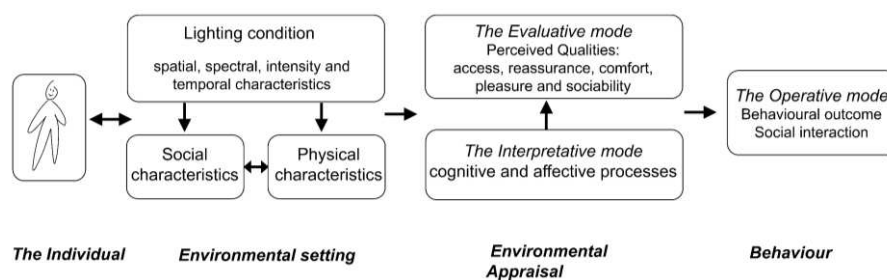 Lighting condition
spatial, spectral, intensity and
temporal characteristics
Social
characteristics
Physical
characteristics
The Evaluative mode
Perceived Qualities:
access, reassurance, comfort,
pleasure and sociability
The Interpretative mode
cognitive and affective processes
The Operative mode
Behavioural outcome
Social interaction
The Individual
Environmental setting
Environmental
Appraisal
Behaviour